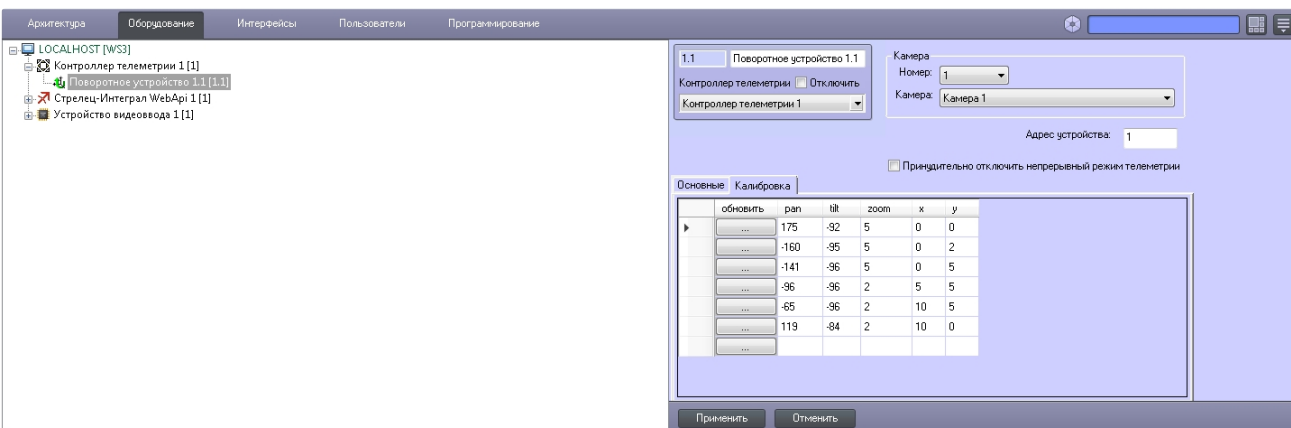 Архитектура Оборудование Интерфейсы Пользователи Программирование
LOCALHOST [WS3]
Контроллер телеметрии 1 [1]
Поворотное устройство 1.1 [1.1]
Стрелец-Интеграл WebApi 1 [1]
Устройство видеоввода 1 [1]
1.1 Поворотное устройство 1.1
Контроллер телеметрии Отключить
Контроллер телеметрии 1
Камера
Номер: 1
Камера: Камера 1
Адрес устройства: 1
Принудительно отключить непрерывный режим телеметрии
Основные Калибровка
обновить pan tilt zoom x y
... 175 -92 5 0 0
... -160 -95 5 0 2
... -141 -96 5 0 5
... -96 -96 2 5 5
... -65 -96 2 10 5
... 119 -84 2 10 0
...
Применить Отменить